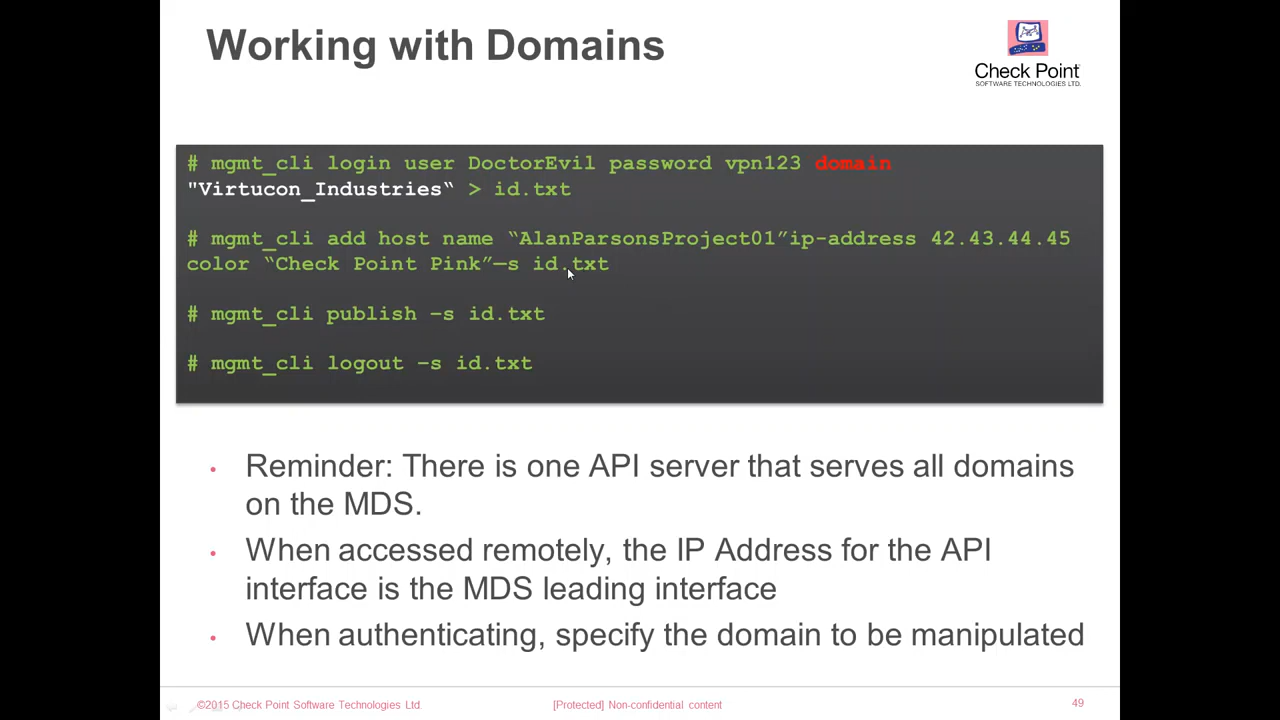 Working with Domains
Check Point
SOFTWARE TECHNOLOGIES LTD.
# mgmt_cli login user DoctorEvil password vpn123 domain
"Virtucon_Industries“ > id.txt
# mgmt_cli add host name “AlanParsonsProject01”ip-address 42.43.44.45
color “Check Point Pink”–s id.txt
# mgmt_cli publish –s id.txt
# mgmt_cli logout –s id.txt
• Reminder: There is one API server that serves all domains
on the MDS.
• When accessed remotely, the IP Address for the API
interface is the MDS leading interface
• When authenticating, specify the domain to be manipulated
©2015 Check Point Software Technologies Ltd.
[Protected] Non-confidential content
49